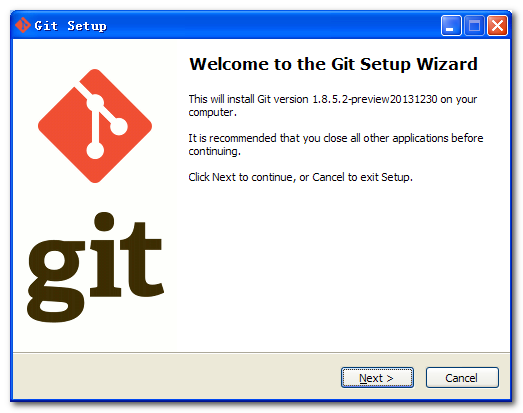 Git Setup
Welcome to the Git Setup Wizard
This will install Git version 1.8.5.2-preview20131230 on your
computer.
It is recommended that you close all other applications before
continuing.
Click Next to continue, or Cancel to exit Setup.
git
Next >
Cancel